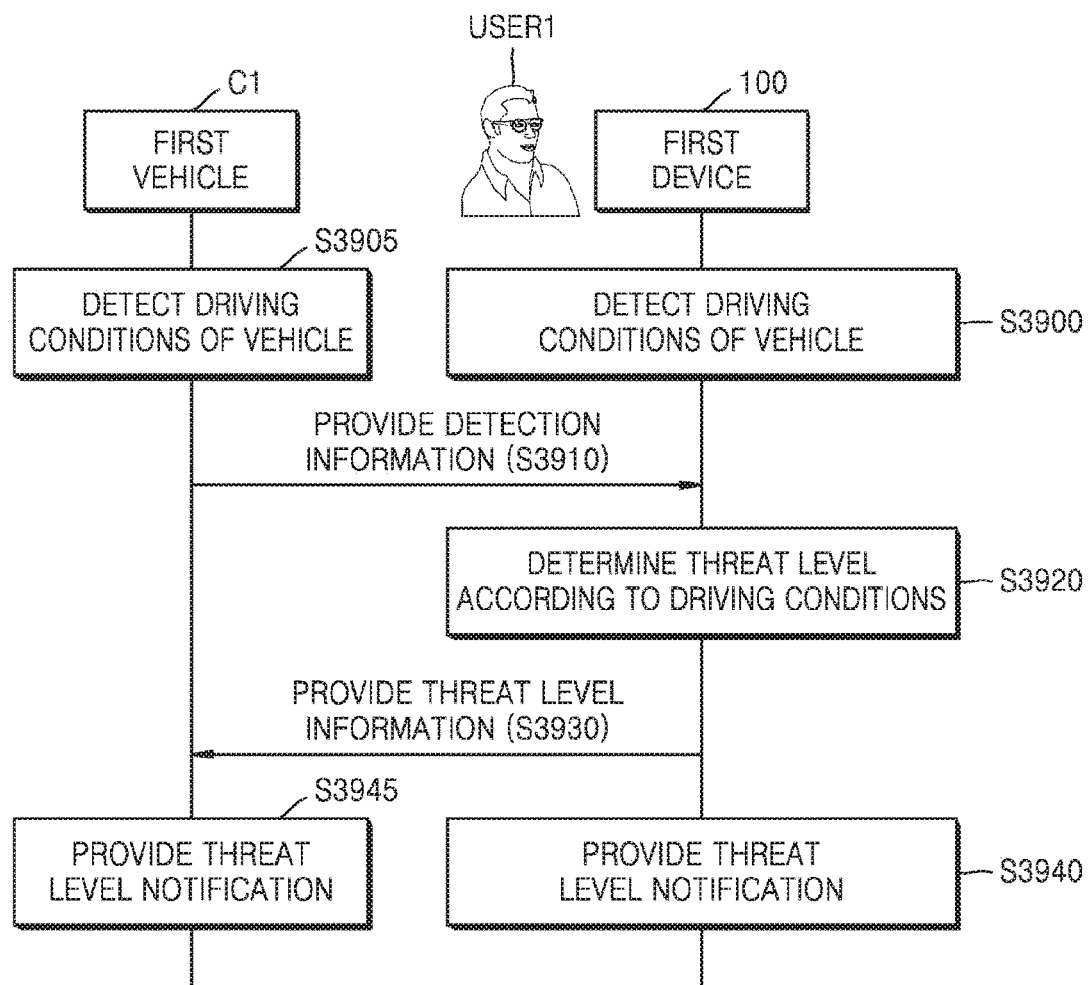 USER1
C1
100
FIRST
VEHICLE
FIRST
DEVICE
S3905
DETECT DRIVING
CONDITIONS OF VEHICLE
DETECT DRIVING
CONDITIONS OF VEHICLE
S3900
PROVIDE DETECTION
INFORMATION (S3910)
DETERMINE THREAT LEVEL
ACCORDING TO DRIVING CONDITIONS
S3920
PROVIDE THREAT LEVEL
INFORMATION (S3930)
S3945
PROVIDE THREAT
LEVEL NOTIFICATION
PROVIDE THREAT
LEVEL NOTIFICATION
S3940